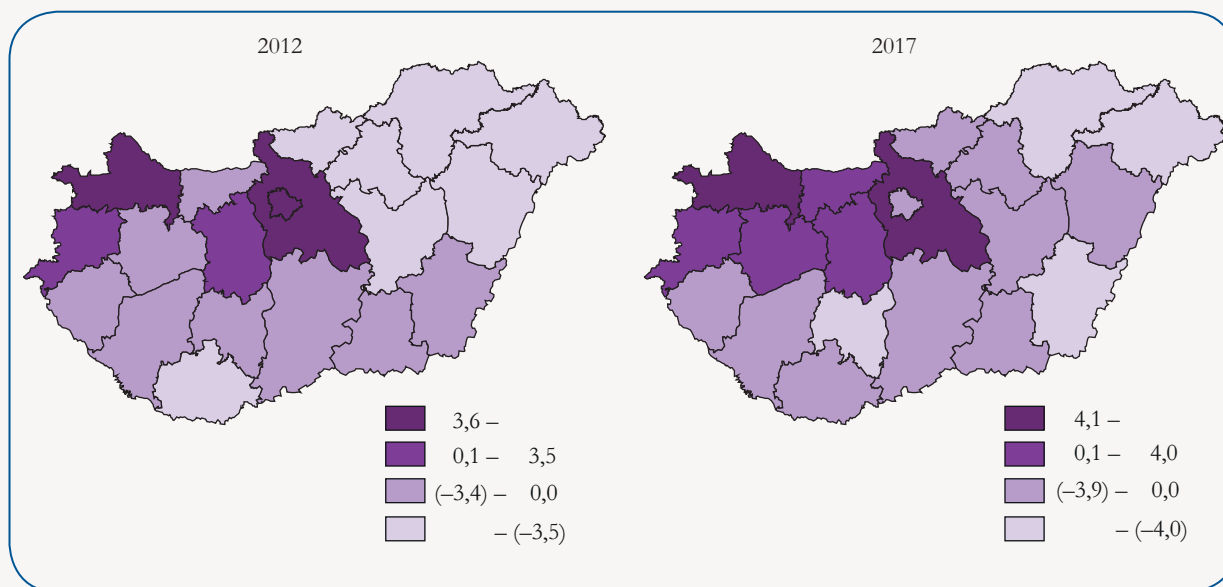 2012
2017
3,6 –
0,1 – 3,5
(–3,4) – 0,0
– (–3,5)
4,1 –
0,1 – 4,0
(–3,9) – 0,0
– (–4,0)